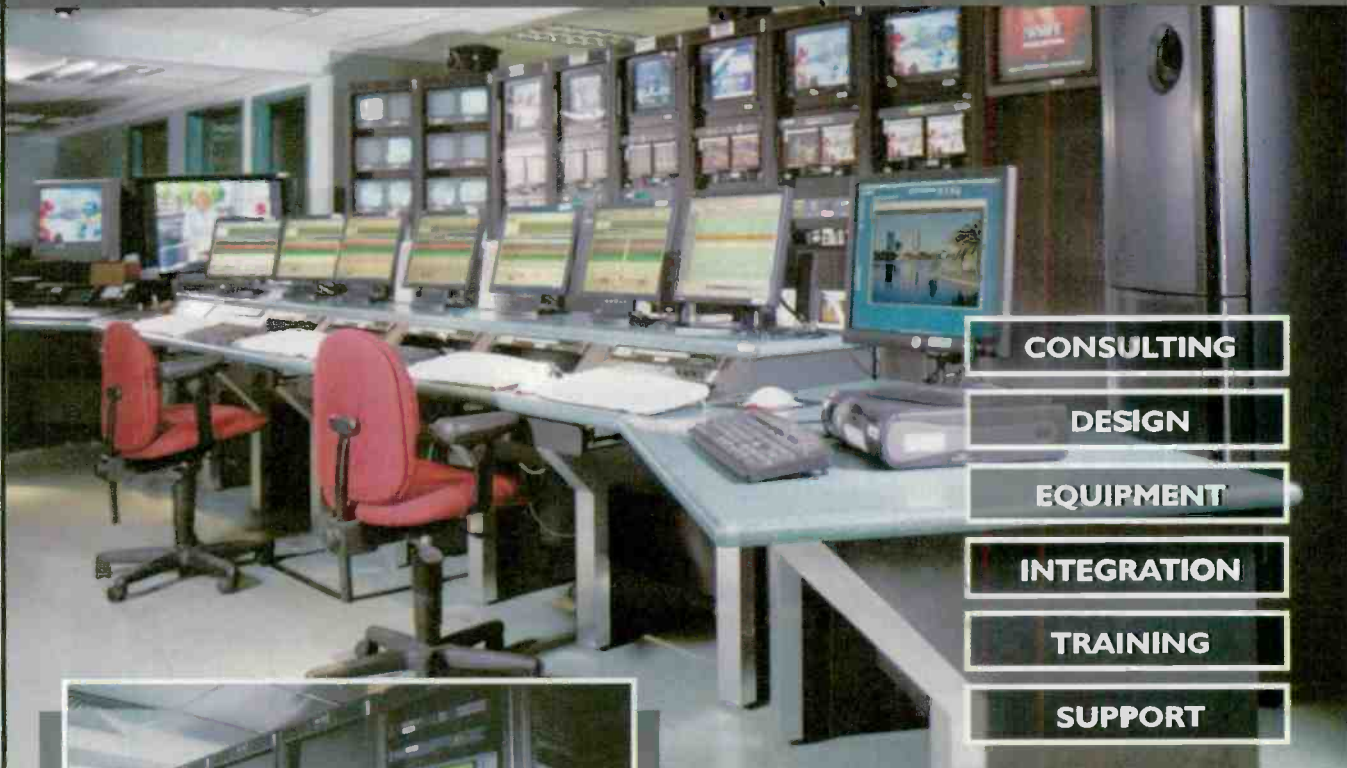 CONSULTING
DESIGN
EQUIPMENT
INTEGRATION
TRAINING
SUPPORT